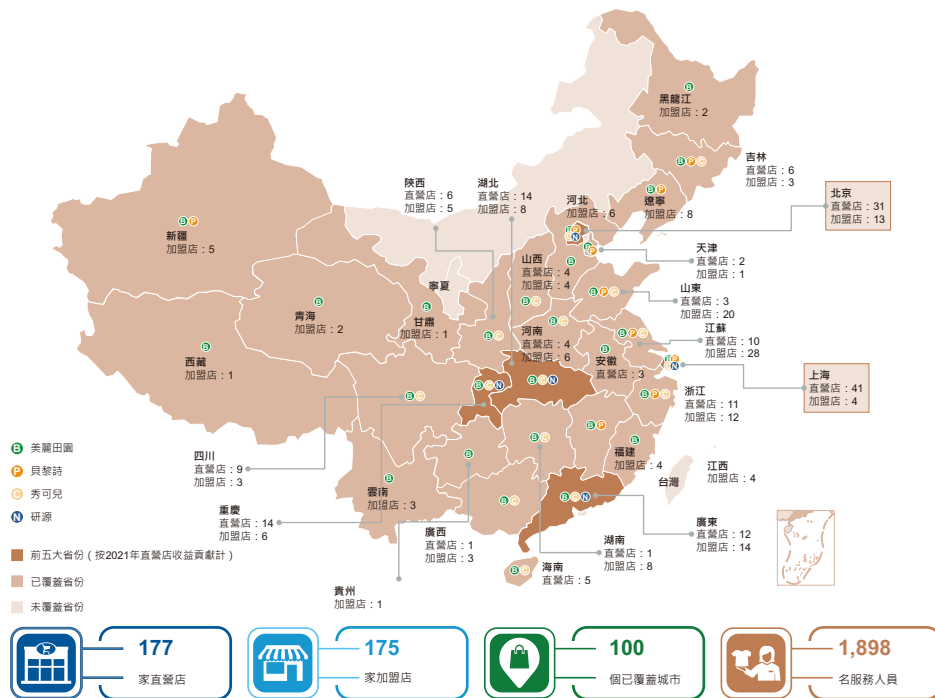 黑龍江
加盟店：2
吉林
直營店：6
加盟店：3
陝西
直營店：6
加盟店：5
湖北
直營店：14
加盟店：8
河北
加盟店：6
遼寧
加盟店：8
北京
直營店：31
加盟店：13
新疆
加盟店：5
天津
直營店：2
加盟店：1
山西
直營店：4
加盟店：4
寧夏
山東
直營店：3
加盟店：20
青海
加盟店：2
甘肅
加盟店：1
河南
直營店：4
加盟店：6
江蘇
直營店：10
加盟店：28
西藏
加盟店：1
安徽
直營店：3
上海
直營店：41
加盟店：4
浙江
直營店：11
加盟店：12
B 美麗田園
P 貝黎詩
C 秀可兒
N 研源
四川
直營店：9
加盟店：3
福建
加盟店：4
江西
加盟店：4
台灣
雲南
加盟店：3
重慶
直營店：14
加盟店：6
廣西
直營店：1
加盟店：3
湖南
直營店：1
加盟店：8
廣東
直營店：12
加盟店：14
海南
直營店：5
貴州
加盟店：1
前五大省份（按2021年直營店收益貢獻計）
已覆蓋省份
未覆蓋省份
177
家直營店
175
家加盟店
100
個已覆蓋城市
1,898
名服務人員